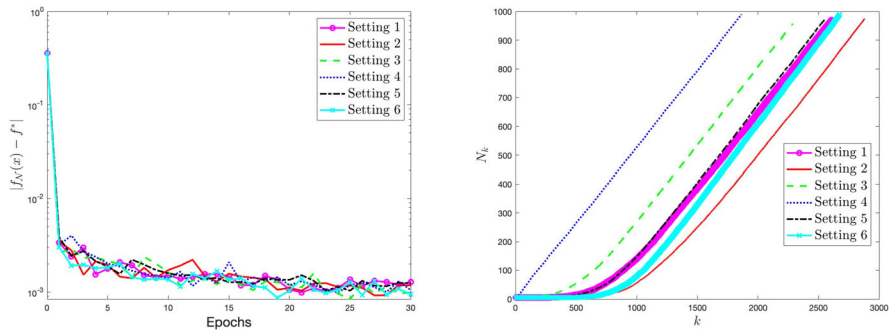 10^0
10^-1
10^-2
10^-3
|f_𝒩(x) − f*|
0 5 10 15 20 25 30
Epochs
Setting 1
Setting 2
Setting 3
Setting 4
Setting 5
Setting 6
1000
900
800
700
600
500
400
300
200
100
0
N_k
0 500 1000 1500 2000 2500 3000
k
Setting 1
Setting 2
Setting 3
Setting 4
Setting 5
Setting 6